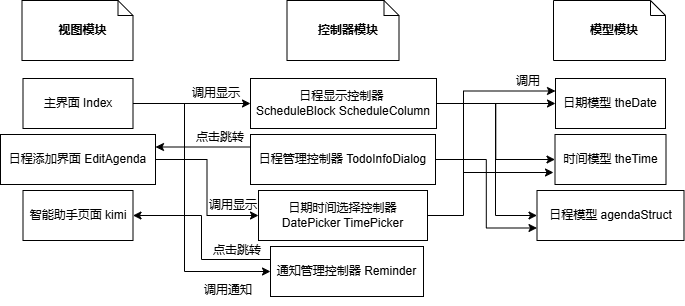 视图模块
控制器模块
模型模块
调用
主界面 Index
调用显示
日程显示控制器
ScheduleBlock ScheduleColumn
日期模型 theDate
点击跳转
日程添加界面 EditAgenda
日程管理控制器 TodoInfoDialog
时间模型 theTime
智能助手页面 kimi
调用显示
日期时间选择控制器
DatePicker TimePicker
日程模型 agendaStruct
点击跳转
通知管理控制器 Reminder
调用通知